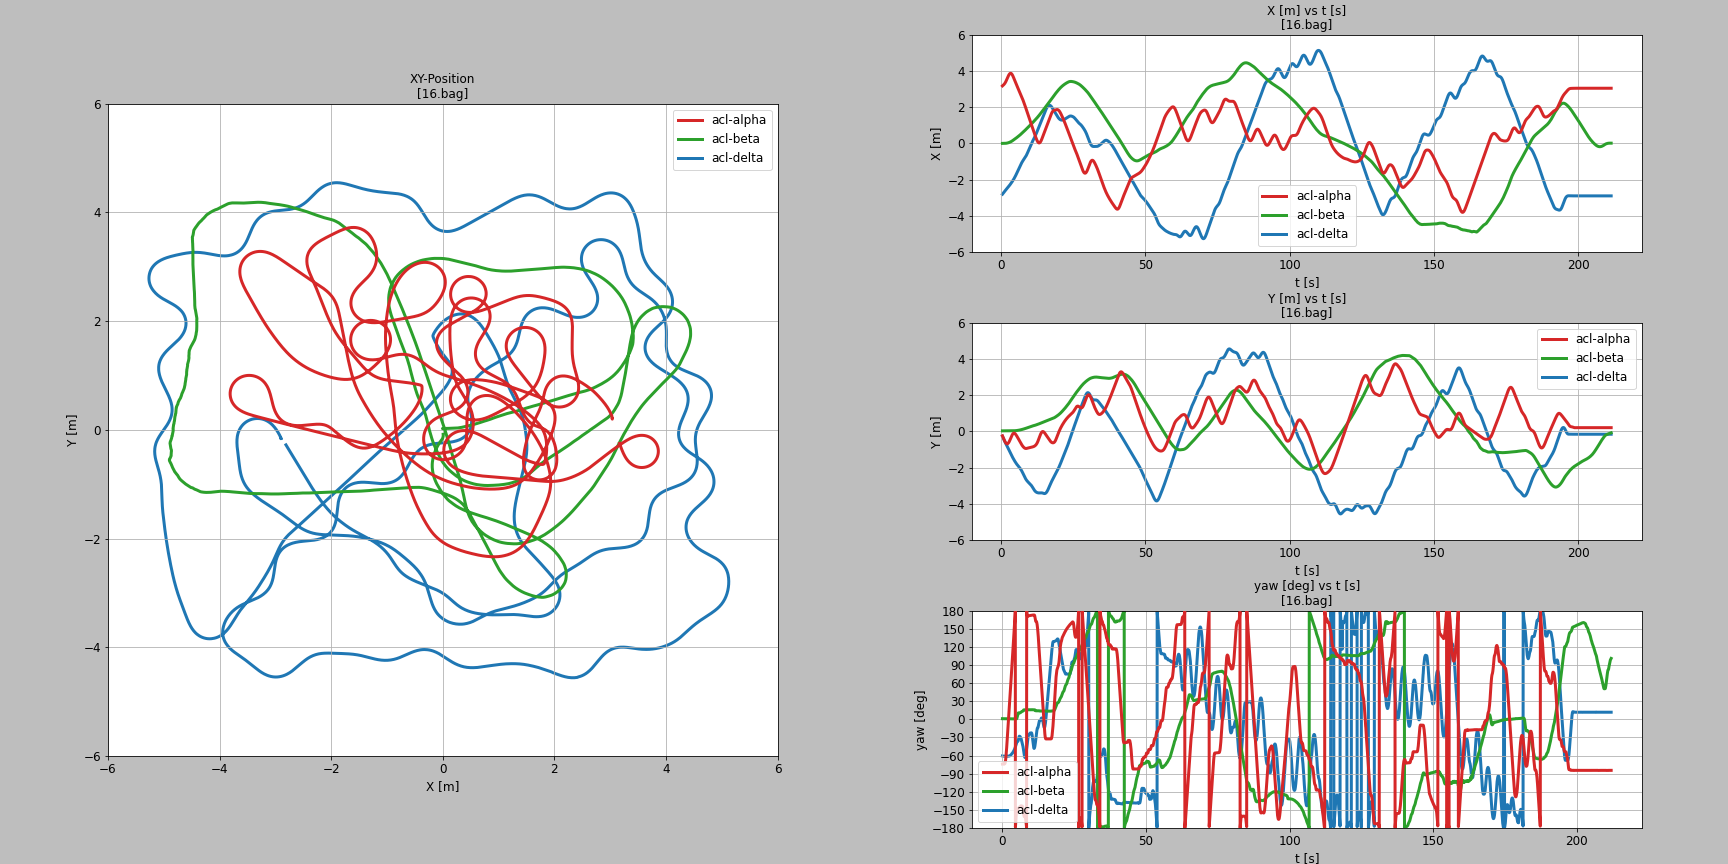 XY-Position
[16.bag]
6
4
2
0
−2
−4
−6
−6
−4
−2
0
2
4
6
Y [m]
X [m]
acl-alpha
acl-beta
acl-delta
X [m] vs t [s]
[16.bag]
6
4
2
0
−2
−4
−6
0
50
100
150
200
X [m]
t [s]
acl-alpha
acl-beta
acl-delta
Y [m] vs t [s]
[16.bag]
6
4
2
0
−2
−4
−6
0
50
100
150
200
Y [m]
t [s]
acl-alpha
acl-beta
acl-delta
yaw [deg] vs t [s]
[16.bag]
180
150
120
90
60
30
0
−30
−60
−90
−120
−150
−180
0
50
100
150
200
yaw [deg]
t [s]
acl-alpha
acl-beta
acl-delta